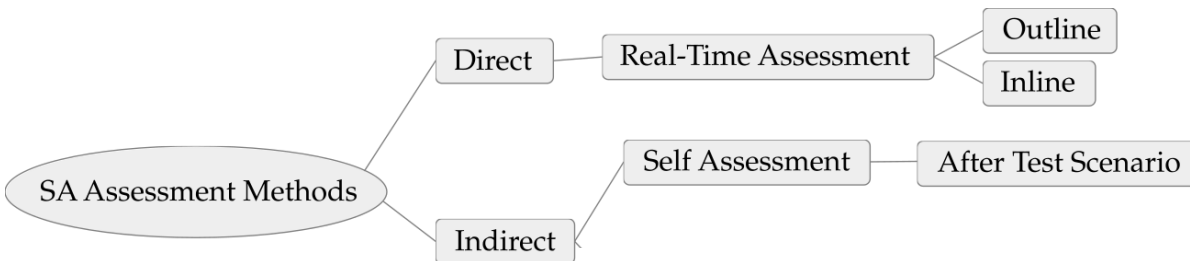 Outline
Direct
Real-Time Assessment
Inline
Self Assessment
After Test Scenario
SA Assessment Methods
Indirect